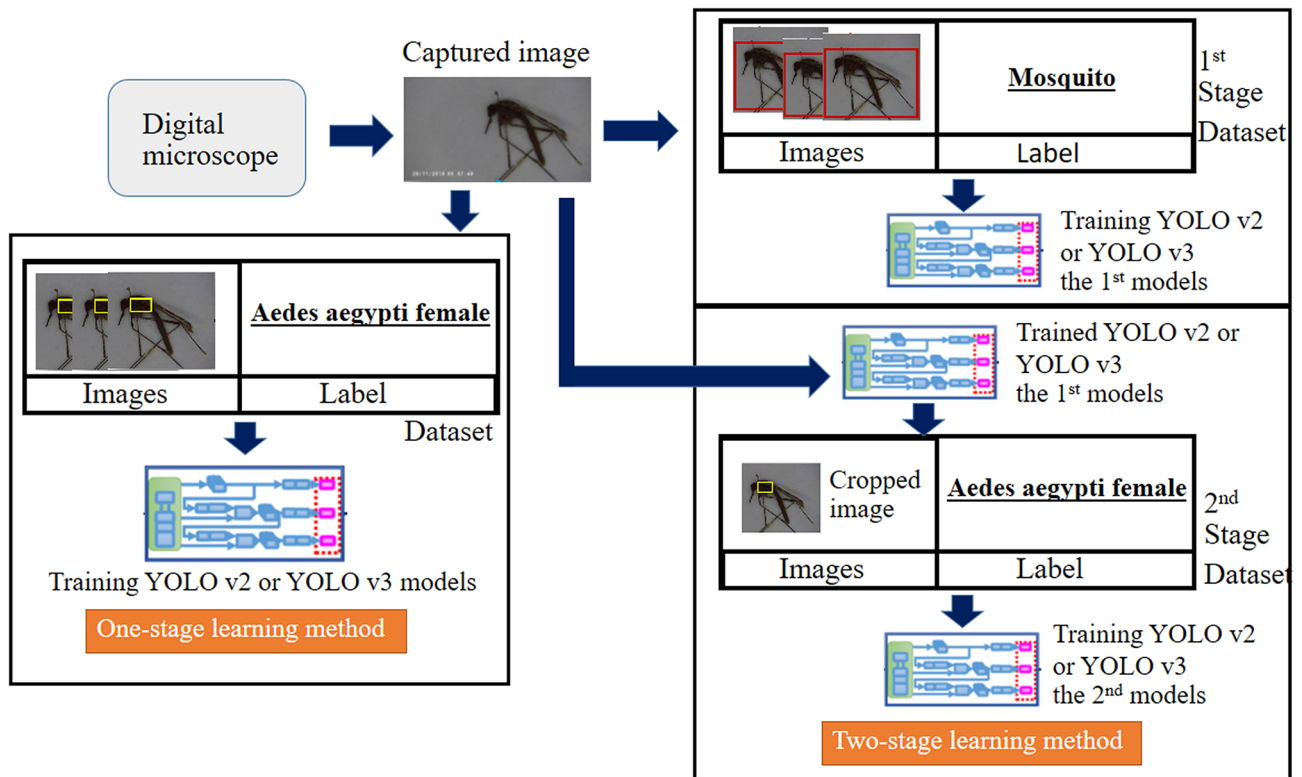 Captured image
Digital
microscope
Mosquito
Images
Label
1st
Stage
Dataset
Training YOLO v2
or YOLO v3
the 1st models
Aedes aegypti female
Images
Label
Dataset
Training YOLO v2 or YOLO v3 models
One-stage learning method
Trained YOLO v2 or
YOLO v3
the 1st models
Cropped
image
Aedes aegypti female
Images
Label
2nd
Stage
Dataset
Training YOLO v2
or YOLO v3
the 2nd models
Two-stage learning method